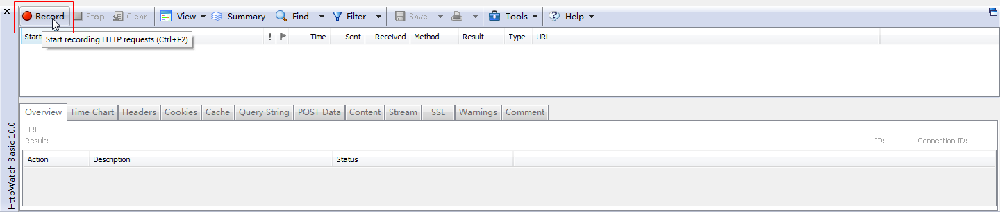 Record Stop Clear View Summary Find Filter Save Tools Help
Start
Start recording HTTP requests (Ctrl+F2)
! Time Sent Received Method Result Type URL
Overview Time Chart Headers Cookies Cache Query String POST Data Content Stream SSL Warnings Comment
URL:
Result: ID: Connection ID:
Action Description Status
HttpWatch Basic 10.0